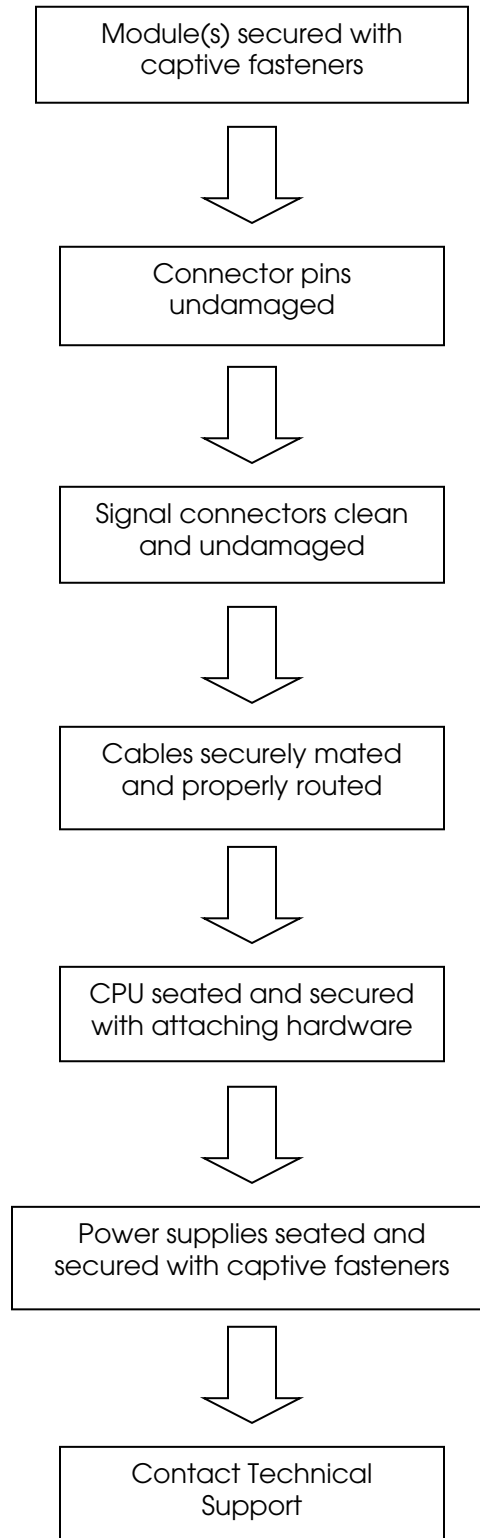 Module(s) secured with
captive fasteners
Connector pins
undamaged
Signal connectors clean
and undamaged
Cables securely mated
and properly routed
CPU seated and secured
with attaching hardware
Power supplies seated and
secured with captive fasteners
Contact Technical
Support